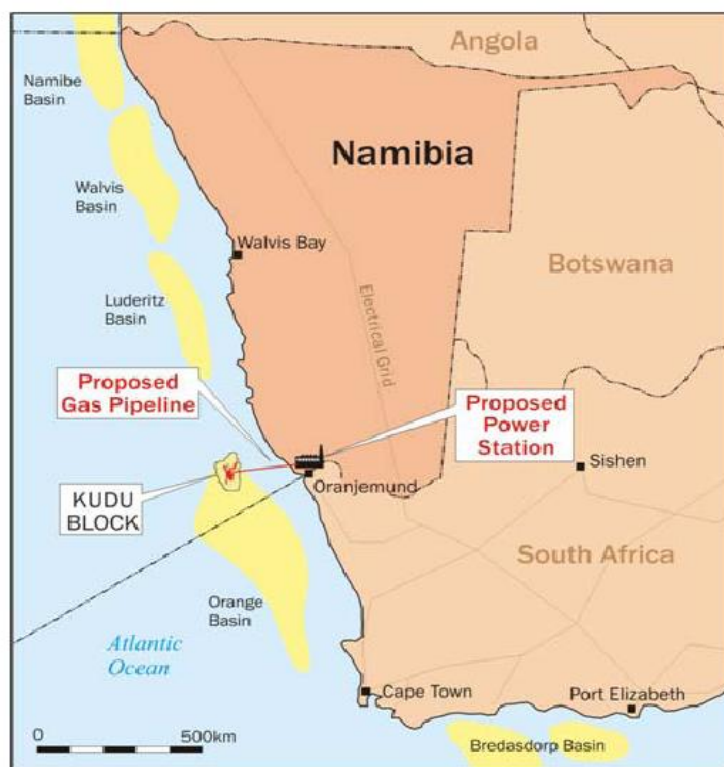 Angola
Namibe
Basin
Namibia
Walvis
Basin
Walvis Bay
Botswana
Luderitz
Basin
Electrical Grid
Proposed
Gas Pipeline
Proposed
Power
Station
Sishen
KUDU
BLOCK
Oranjemund
South Africa
Orange
Basin
Atlantic
Ocean
Cape Town
Port Elizabeth
0
500km
Bredasdorp Basin